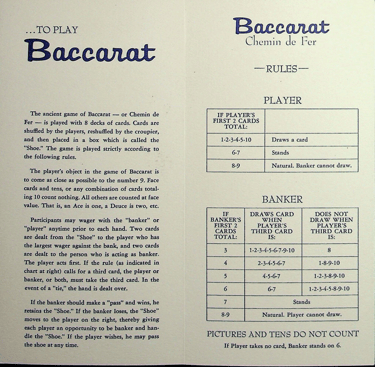 ...TO PLAY
Baccarat
The ancient game of Baccarat — or Chemin de
Fer — is played with 8 decks of cards. Cards are
shuffled by the players, reshuffled by the croupier,
and then placed in a box which is called the
"Shoe." The game is played strictly according to
the following rules.
The player's object in the game of Baccarat is
to come as close as possible to the number 9. Face
cards and tens, or any combination of cards total-
ing 10 count nothing. All others are counted at face
value. That is, an Ace is one, a Deuce is two, etc.
Participants may wager with the "banker" or
"player" anytime prior to each hand. Two cards
are dealt from the "Shoe" to the player who has
the largest wager against the bank, and two cards
are dealt to the person who is acting as banker.
The player acts first. If the rule (as indicated in
chart at right) calls for a third card, the player or
banker, or both, must take the third card. In the
event of a "tie," the hand is dealt over.
If the banker should make a "pass" and wins, he
retains the "Shoe." If the banker loses, the "Shoe"
moves to the player on the right, thereby giving
each player an opportunity to be banker and han-
dle the "Shoe." If the player wishes, he may pass
the shoe at any time.
Baccarat
Chemin de Fer
—RULES—
PLAYER
IF PLAYER'S
FIRST 2 CARDS
TOTAL:
1-2-3-4-5-10 Draws a card
6-7 Stands
8-9 Natural. Banker cannot draw.
BANKER
IF BANKER'S FIRST 2 CARDS TOTAL: DRAWS CARD WHEN PLAYER'S THIRD CARD IS: DOES NOT DRAW WHEN PLAYER'S THIRD CARD IS:
3 1-2-3-4-5-6-7-9-10 8
4 2-3-4-5-6-7 1-8-9-10
5 4-5-6-7 1-2-3-8-9-10
6 6-7 1-2-3-4-5-8-9-10
7 Stands
8-9 Natural. Player cannot draw.
PICTURES AND TENS DO NOT COUNT
If Player takes no card, Banker stands on 6.